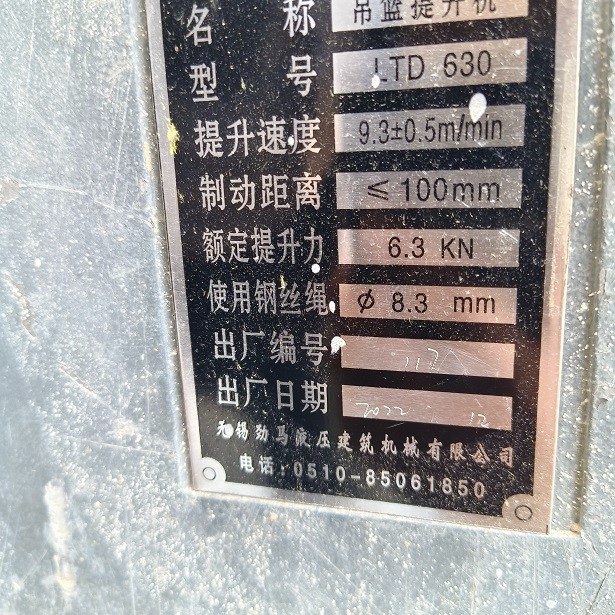 名 称 吊篮提升机
型 号 LTD 630
提升速度 9.3±0.5m/min
制动距离 ≤ 100mm
额定提升力 6.3 KN
使用钢丝绳 ϕ 8.3 mm
出厂编号
出厂日期 2022 12
无锡劲马液压建筑机械有限公司
电话:0510-85061850